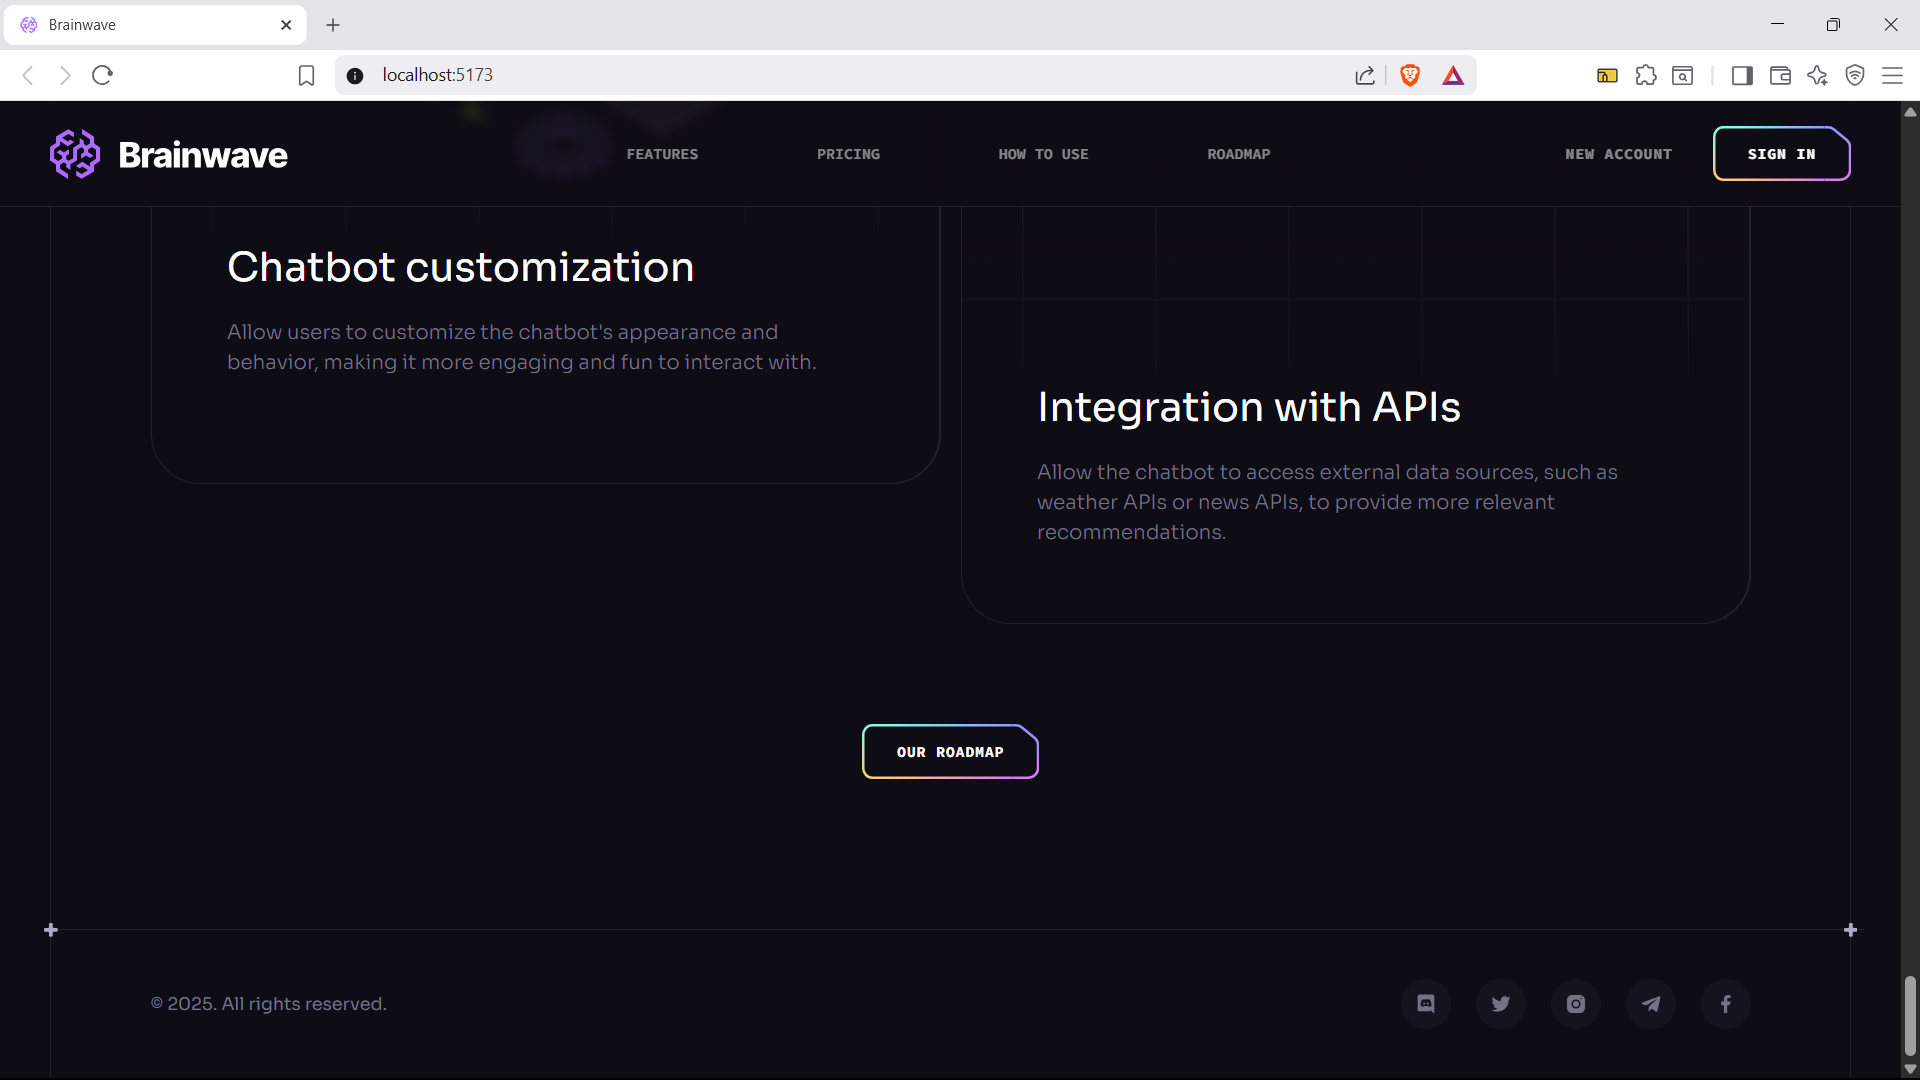 Brainwave
localhost:5173
Brainwave
FEATURES
PRICING
HOW TO USE
ROADMAP
NEW ACCOUNT
SIGN IN
Chatbot customization
Allow users to customize the chatbot's appearance and
behavior, making it more engaging and fun to interact with.
Integration with APIs
Allow the chatbot to access external data sources, such as
weather APIs or news APIs, to provide more relevant
recommendations.
OUR ROADMAP
© 2025. All rights reserved.